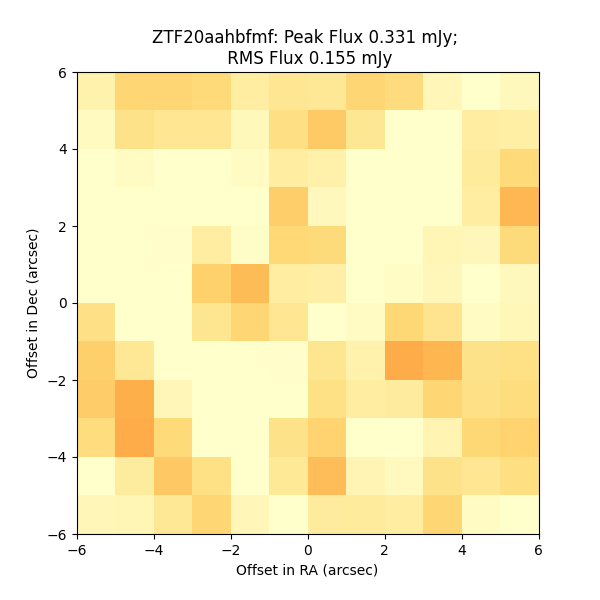 ZTF20aahbfmf: Peak Flux 0.331 mJy;
RMS Flux 0.155 mJy
6
4
2
0
−2
−4
−6
Offset in Dec (arcsec)
−6 −4 −2 0 2 4 6
Offset in RA (arcsec)